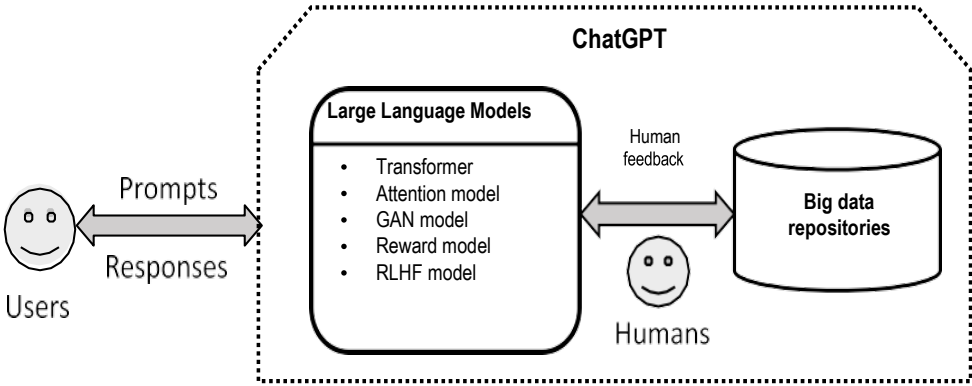 ChatGPT
Large Language Models
• Transformer
• Attention model
• GAN model
• Reward model
• RLHF model
Human
feedback
Big data
repositories
Prompts
Responses
Users
Humans